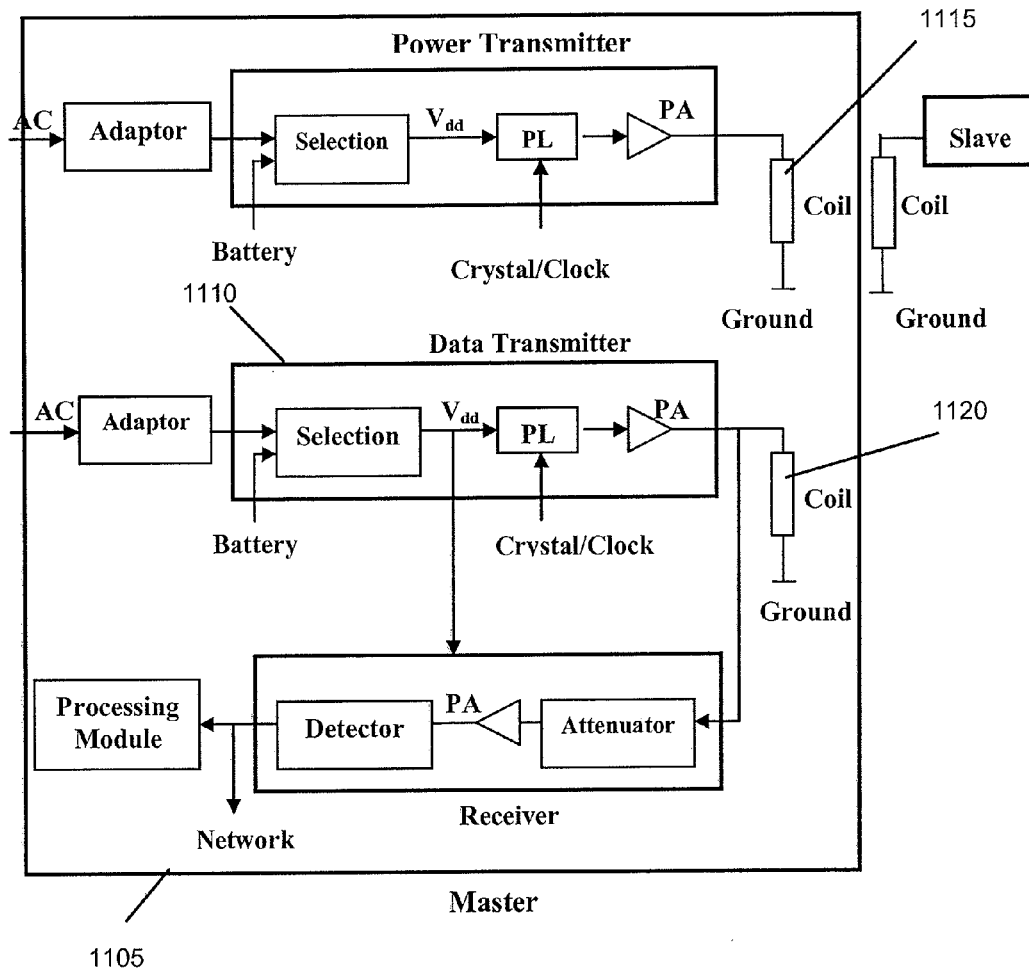 1115
Power Transmitter
AC
Adaptor
Selection
Vdd
PL
PA
Coil
Slave
Coil
Battery
Crystal/Clock
Ground
Ground
1110
Data Transmitter
AC
Adaptor
Selection
Vdd
PL
PA
1120
Coil
Battery
Crystal/Clock
Ground
Processing
Module
Detector
PA
Attenuator
Receiver
Network
Master
1105